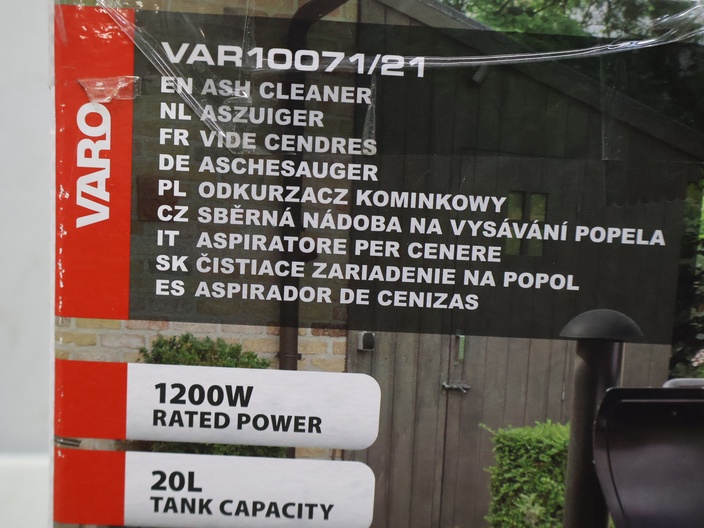 VARO
VAR10071/21
EN ASH CLEANER
NL ASZUIGER
FR VIDE CENDRES
DE ASCHESAUGER
PL ODKURZACZ KOMINKOWY
CZ SBĚRNÁ NÁDOBA NA VYSÁVÁNÍ POPELA
IT ASPIRATORE PER CENERE
SK ČISTIACE ZARIADENIE NA POPOL
ES ASPIRADOR DE CENIZAS
1200W
RATED POWER
20L
TANK CAPACITY